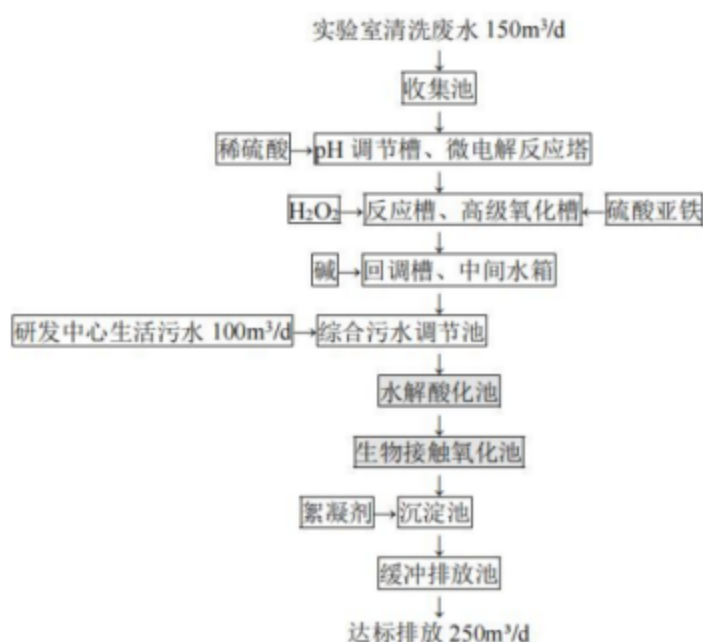 实验室清洗废水 150m³/d
收集池
稀硫酸 pH 调节槽、微电解反应塔
H₂O₂ 反应槽、高级氧化槽 硫酸亚铁
碱 回调槽、中间水箱
研发中心生活污水 100m³/d 综合污水调节池
水解酸化池
生物接触氧化池
絮凝剂 沉淀池
缓冲排放池
达标排放 250m³/d